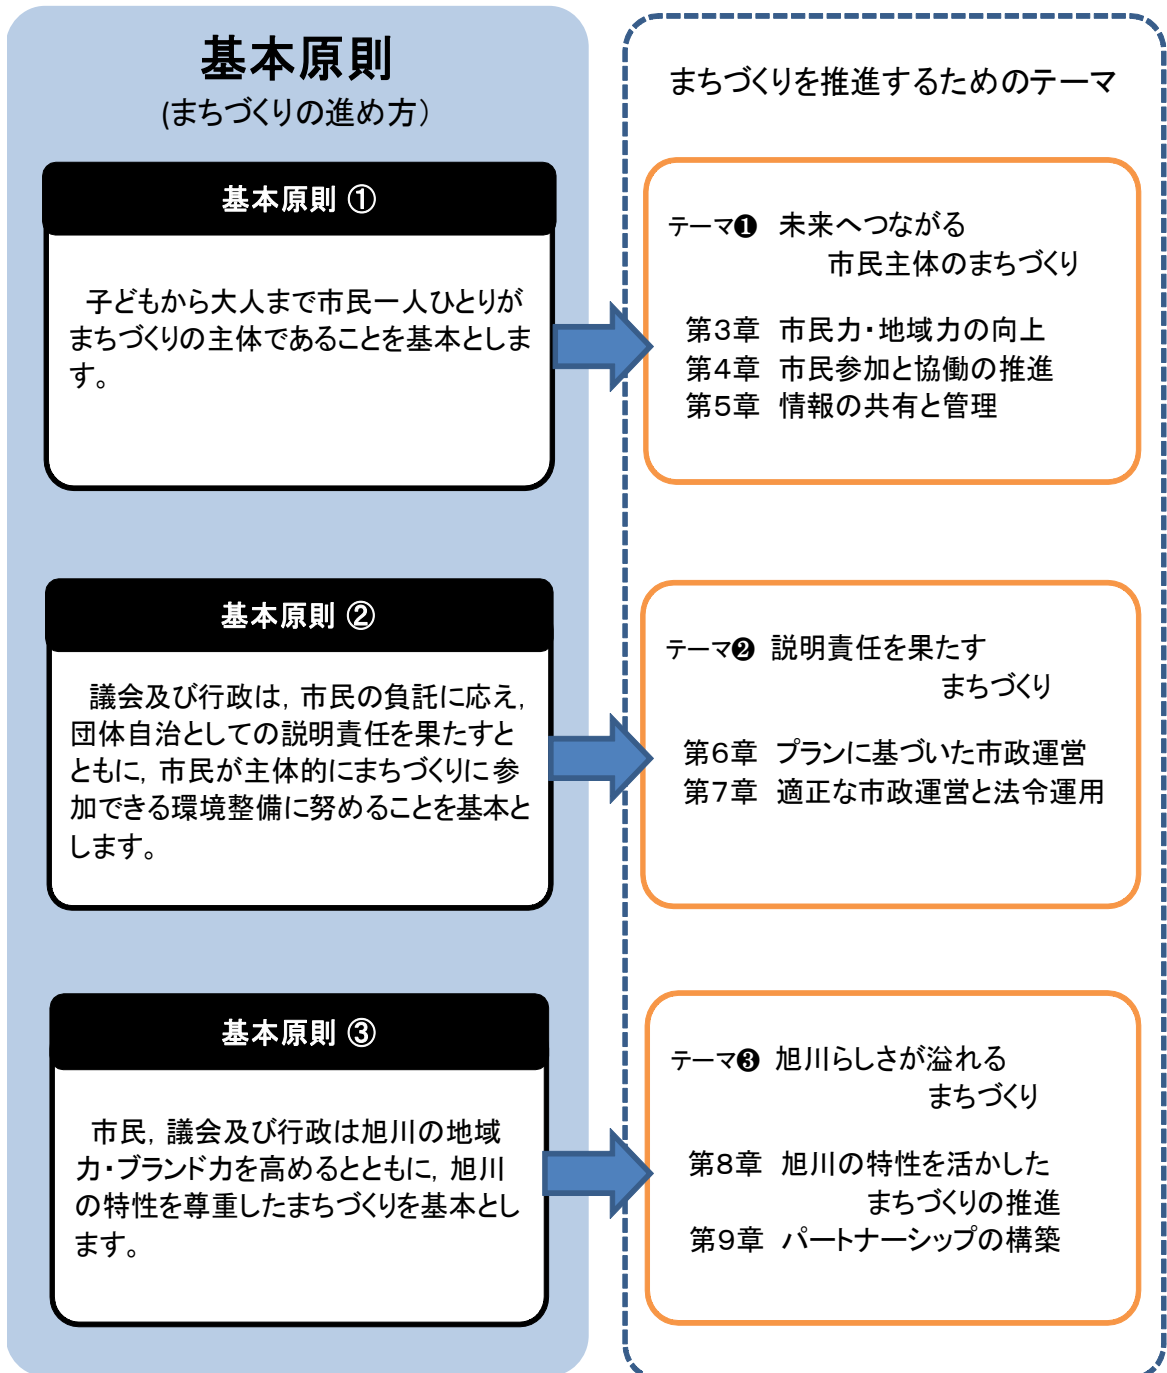 基本原則
(まちづくりの進め方）
基本原則 ①
子どもから大人まで市民一人ひとりが
まちづくりの主体であることを基本としま
す。
基本原則 ②
議会及び行政は，市民の負託に応え，
団体自治としての説明責任を果たすと
ともに，市民が主体的にまちづくりに参
加できる環境整備に努めることを基本と
します。
基本原則 ③
市民，議会及び行政は旭川の地域
力・ブランド力を高めるとともに，旭川
の特性を尊重したまちづくりを基本とし
ます。
まちづくりを推進するためのテーマ
テーマ❶ 未来へつながる
市民主体のまちづくり
第３章 市民力・地域力の向上
第４章 市民参加と協働の推進
第５章 情報の共有と管理
テーマ❷ 説明責任を果たす
まちづくり
第６章 プランに基づいた市政運営
第７章 適正な市政運営と法令運用
テーマ❸ 旭川らしさが溢れる
まちづくり
第８章 旭川の特性を活かした
まちづくりの推進
第９章 パートナーシップの構築